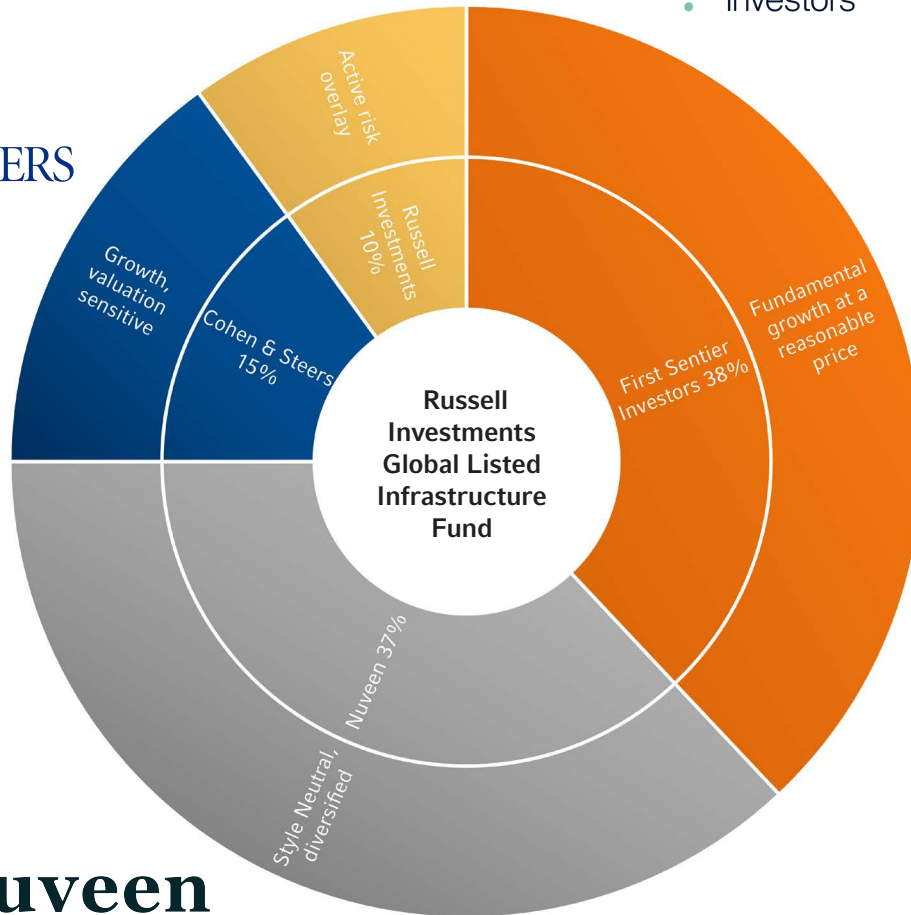 investors
ERS
Active risk
overlay
Russell
Investments
10%
Growth,
valuation
sensitive
Cohen & Steers
15%
Fundamental
growth at a
reasonable
price
First Sentier
Investors 38%
Russell
Investments
Global Listed
Infrastructure
Fund
Nuveen 37%
Style Neutral,
diversified
uveen